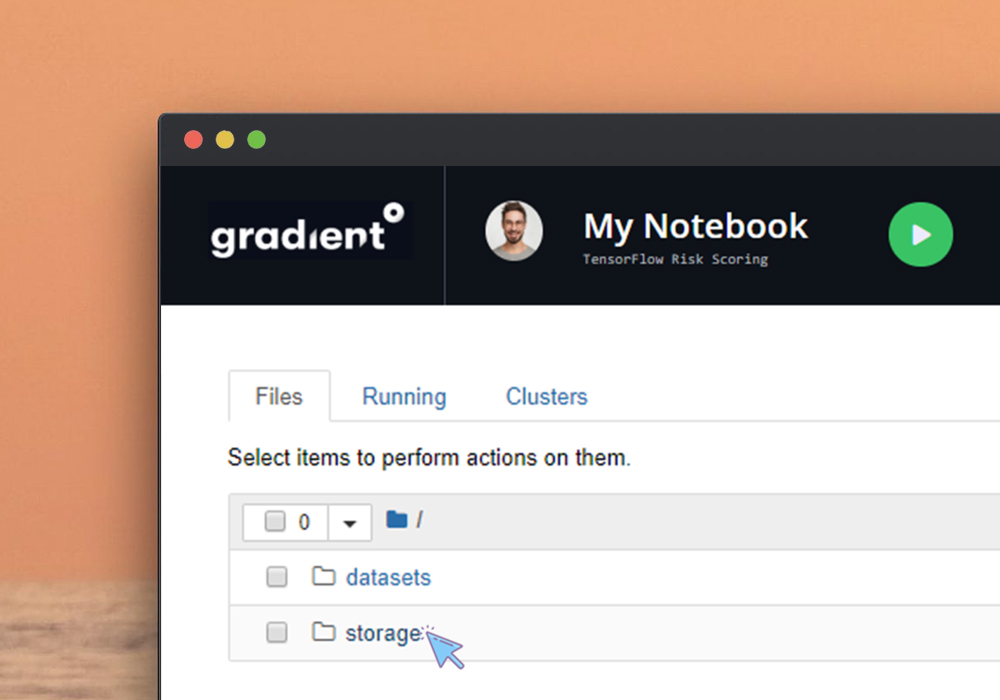 gradient
My Notebook
TensorFlow Risk Scoring
Files Running Clusters
Select items to perform actions on them.
0 /
datasets
storage